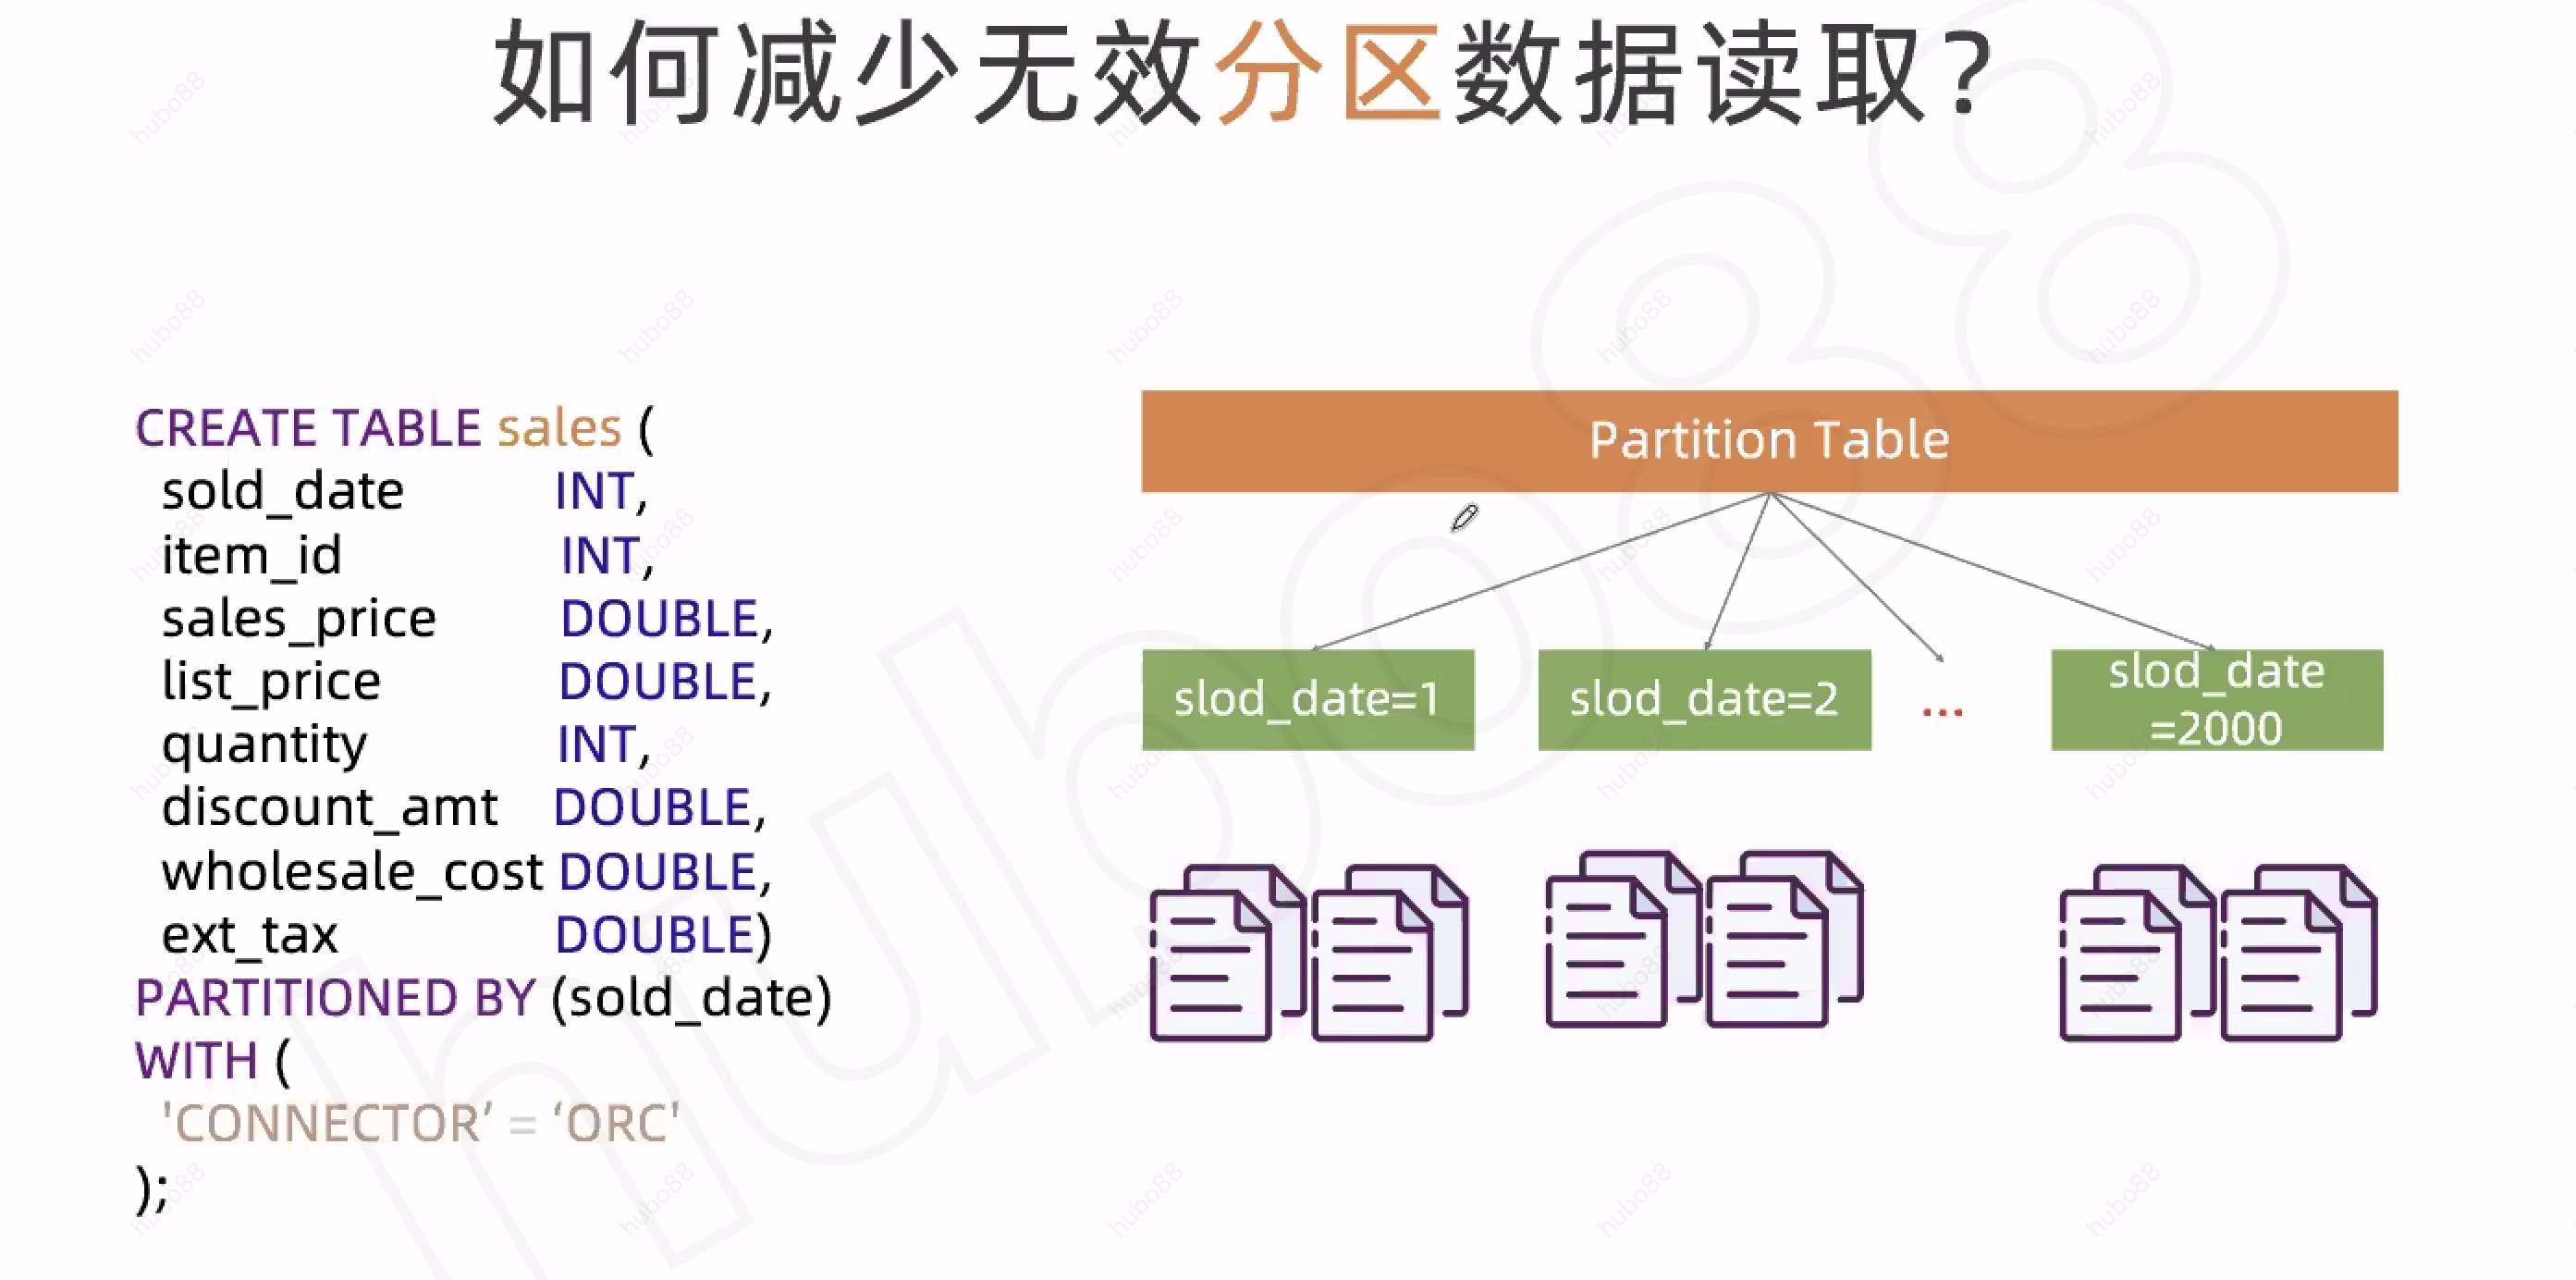 如何减少无效分区数据读取?
CREATE TABLE sales (
sold_date INT,
item_id INT,
sales_price DOUBLE,
list_price DOUBLE,
quantity INT,
discount_amt DOUBLE,
wholesale_cost DOUBLE,
ext_tax DOUBLE)
PARTITIONED BY (sold_date)
WITH (
'CONNECTOR’ = ‘ORC'
);
Partition Table
slod_date=1
slod_date=2
...
slod_date
=2000
hubo88